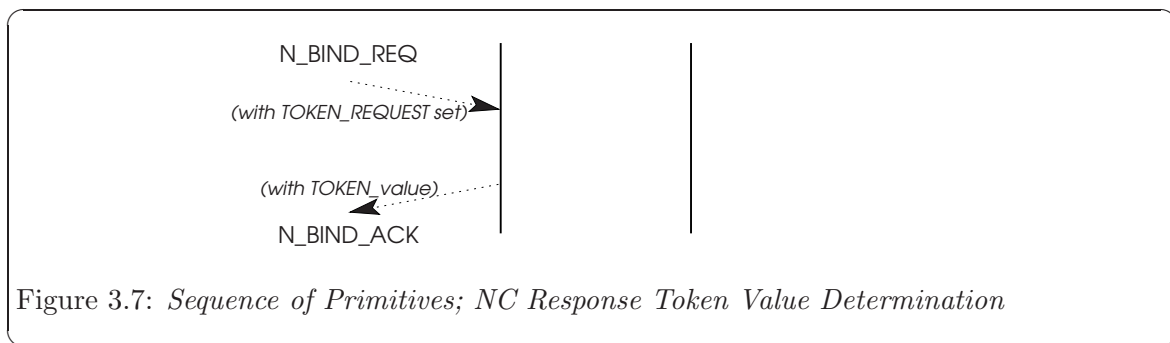 N_BIND_REQ
(with TOKEN_REQUEST set)
(with TOKEN_value)
N_BIND_ACK
Figure 3.7: Sequence of Primitives; NC Response Token Value Determination